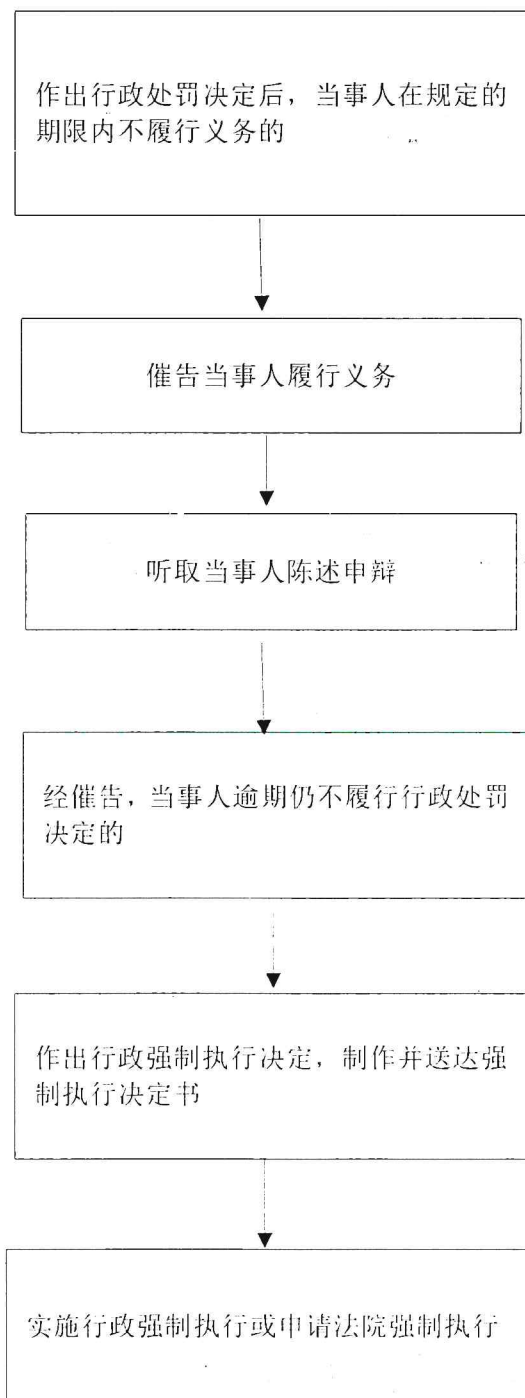 作出行政处罚决定后，当事人在规定的
期限内不履行义务的
催告当事人履行义务
听取当事人陈述申辩
经催告，当事人逾期仍不履行行政处罚
决定的
作出行政强制执行决定，制作并送达强
制执行决定书
实施行政强制执行或申请法院强制执行